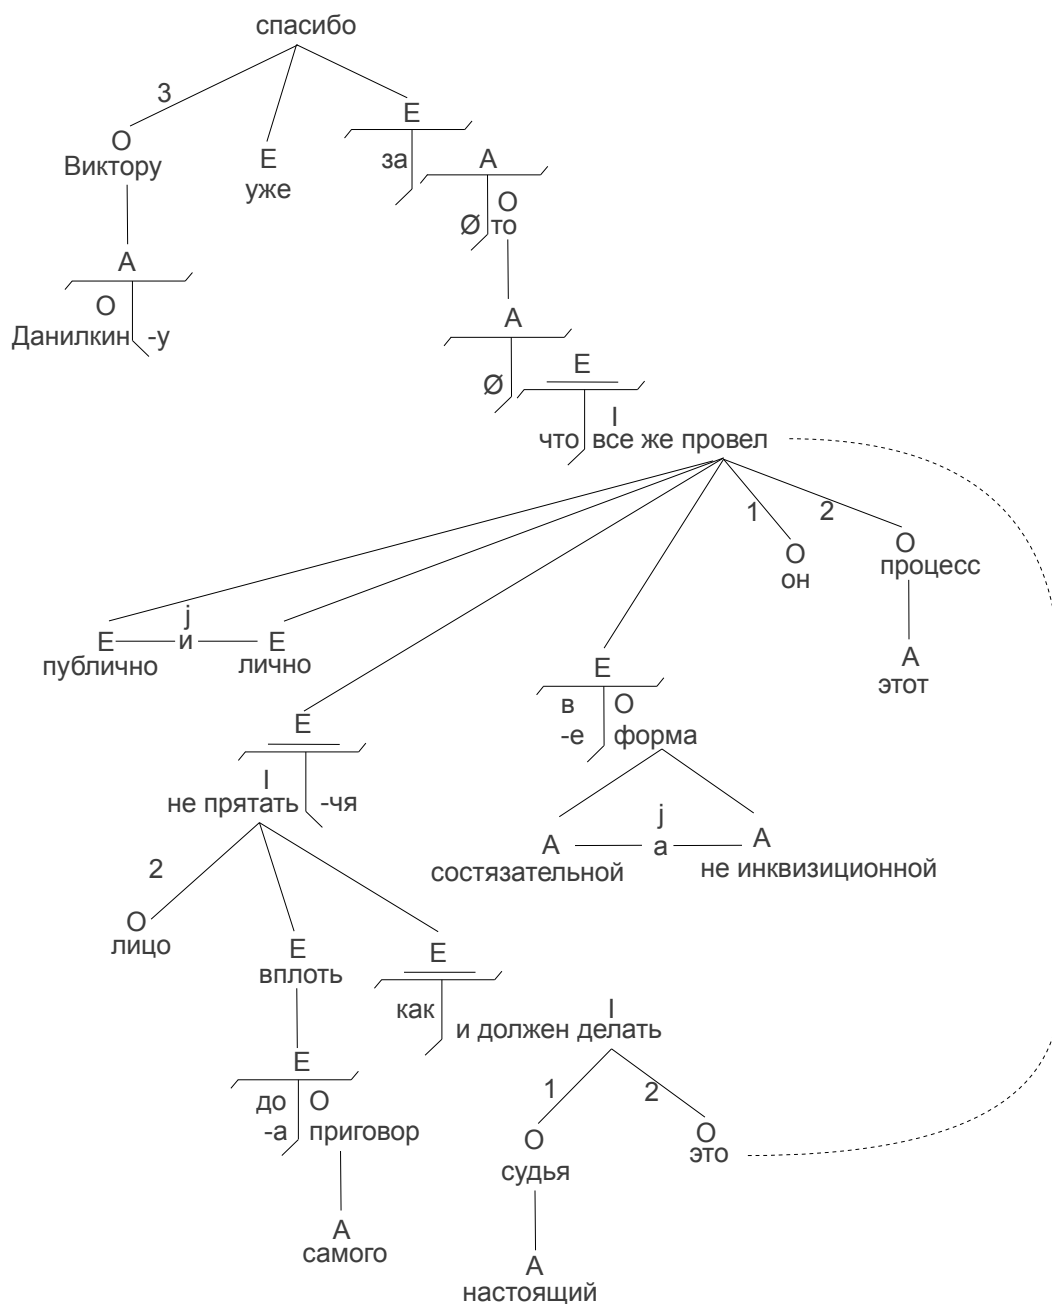 спасибо
3
О
Виктору
Е
уже
Е
за
А
О
Ø то
А
О
Данилкин -у
А
Ø
Е
I
что все же провел
1
2
О
он
О
процесс
А
этот
j
Е и Е
публично лично
Е
в О
-е форма
j
А а А
состязательной не инквизиционной
Е
I
не прятать -чя
2
О
лицо
Е
вплоть
Е
как
I
и должен делать
Е
до О
-а приговор
А
самого
1
2
О
судья
О
это
А
настоящий